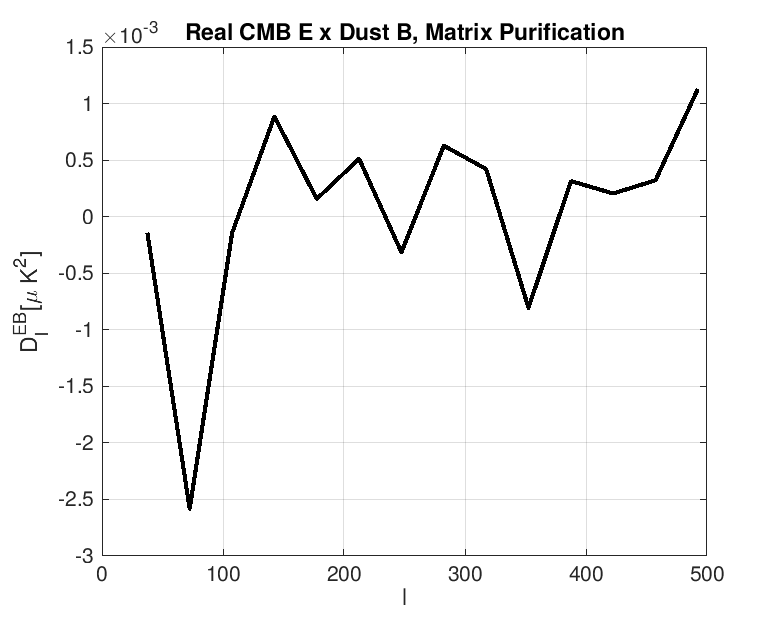 ×10⁻³
Real CMB E x Dust B, Matrix Purification
1.5
1
0.5
0
-0.5
-1
-1.5
-2
-2.5
-3
D_l^{EB}[μ K²]
0 100 200 300 400 500
l